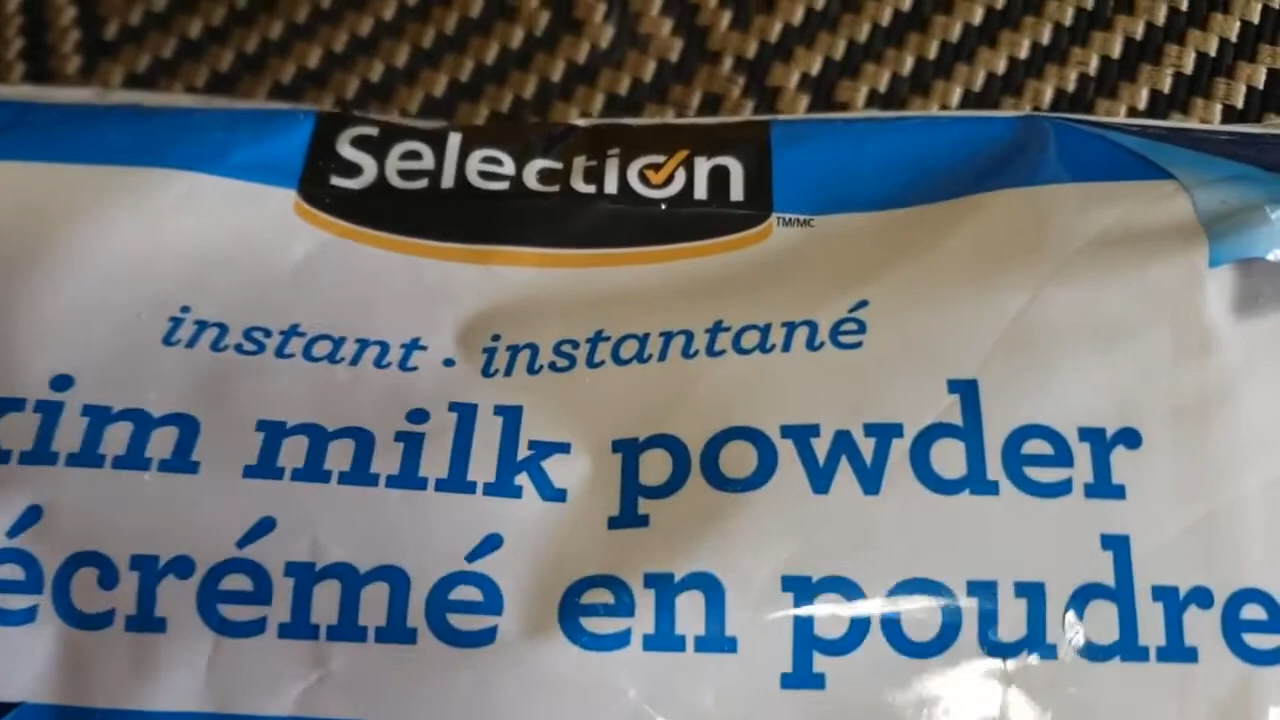 Selection
TM/MC
instant · instantané
kim milk powder
écrémé en poudre